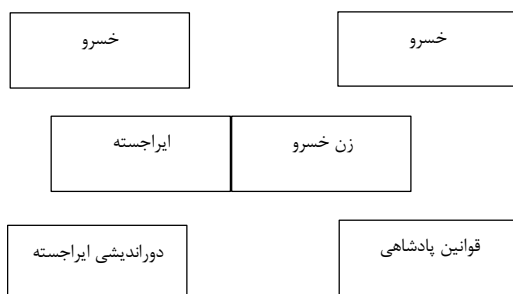 خسرو
خسرو
زن خسرو
ایراجسته
قوانین پادشاهی
دوراندیشی ایراجسته